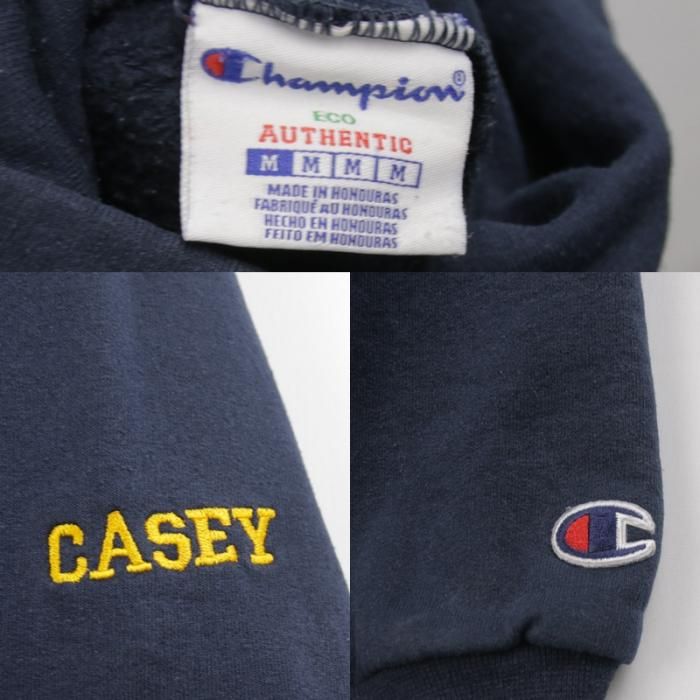 Champion®
ECO
AUTHENTIC
M M M M
MADE IN HONDURAS
FABRIQUÉ AU HONDURAS
HECHO EN HONDURAS
FEITO EM HONDURAS
CASEY